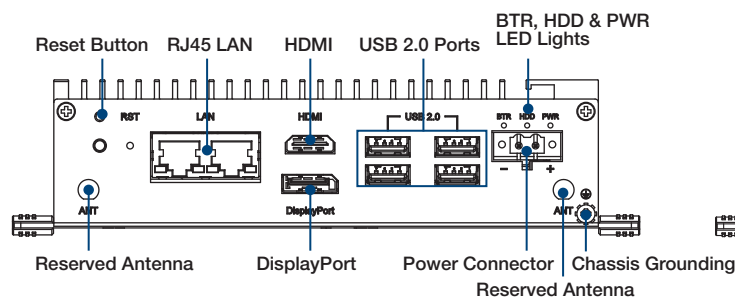 BTR, HDD & PWR
LED Lights
Reset Button
RJ45 LAN
HDMI
USB 2.0 Ports
RST
LAN
HDMI
USB 2.0
BTR
HDD
PWR
−
+
ANT
DisplayPort
ANT
Reserved Antenna
DisplayPort
Power Connector
Chassis Grounding
Reserved Antenna